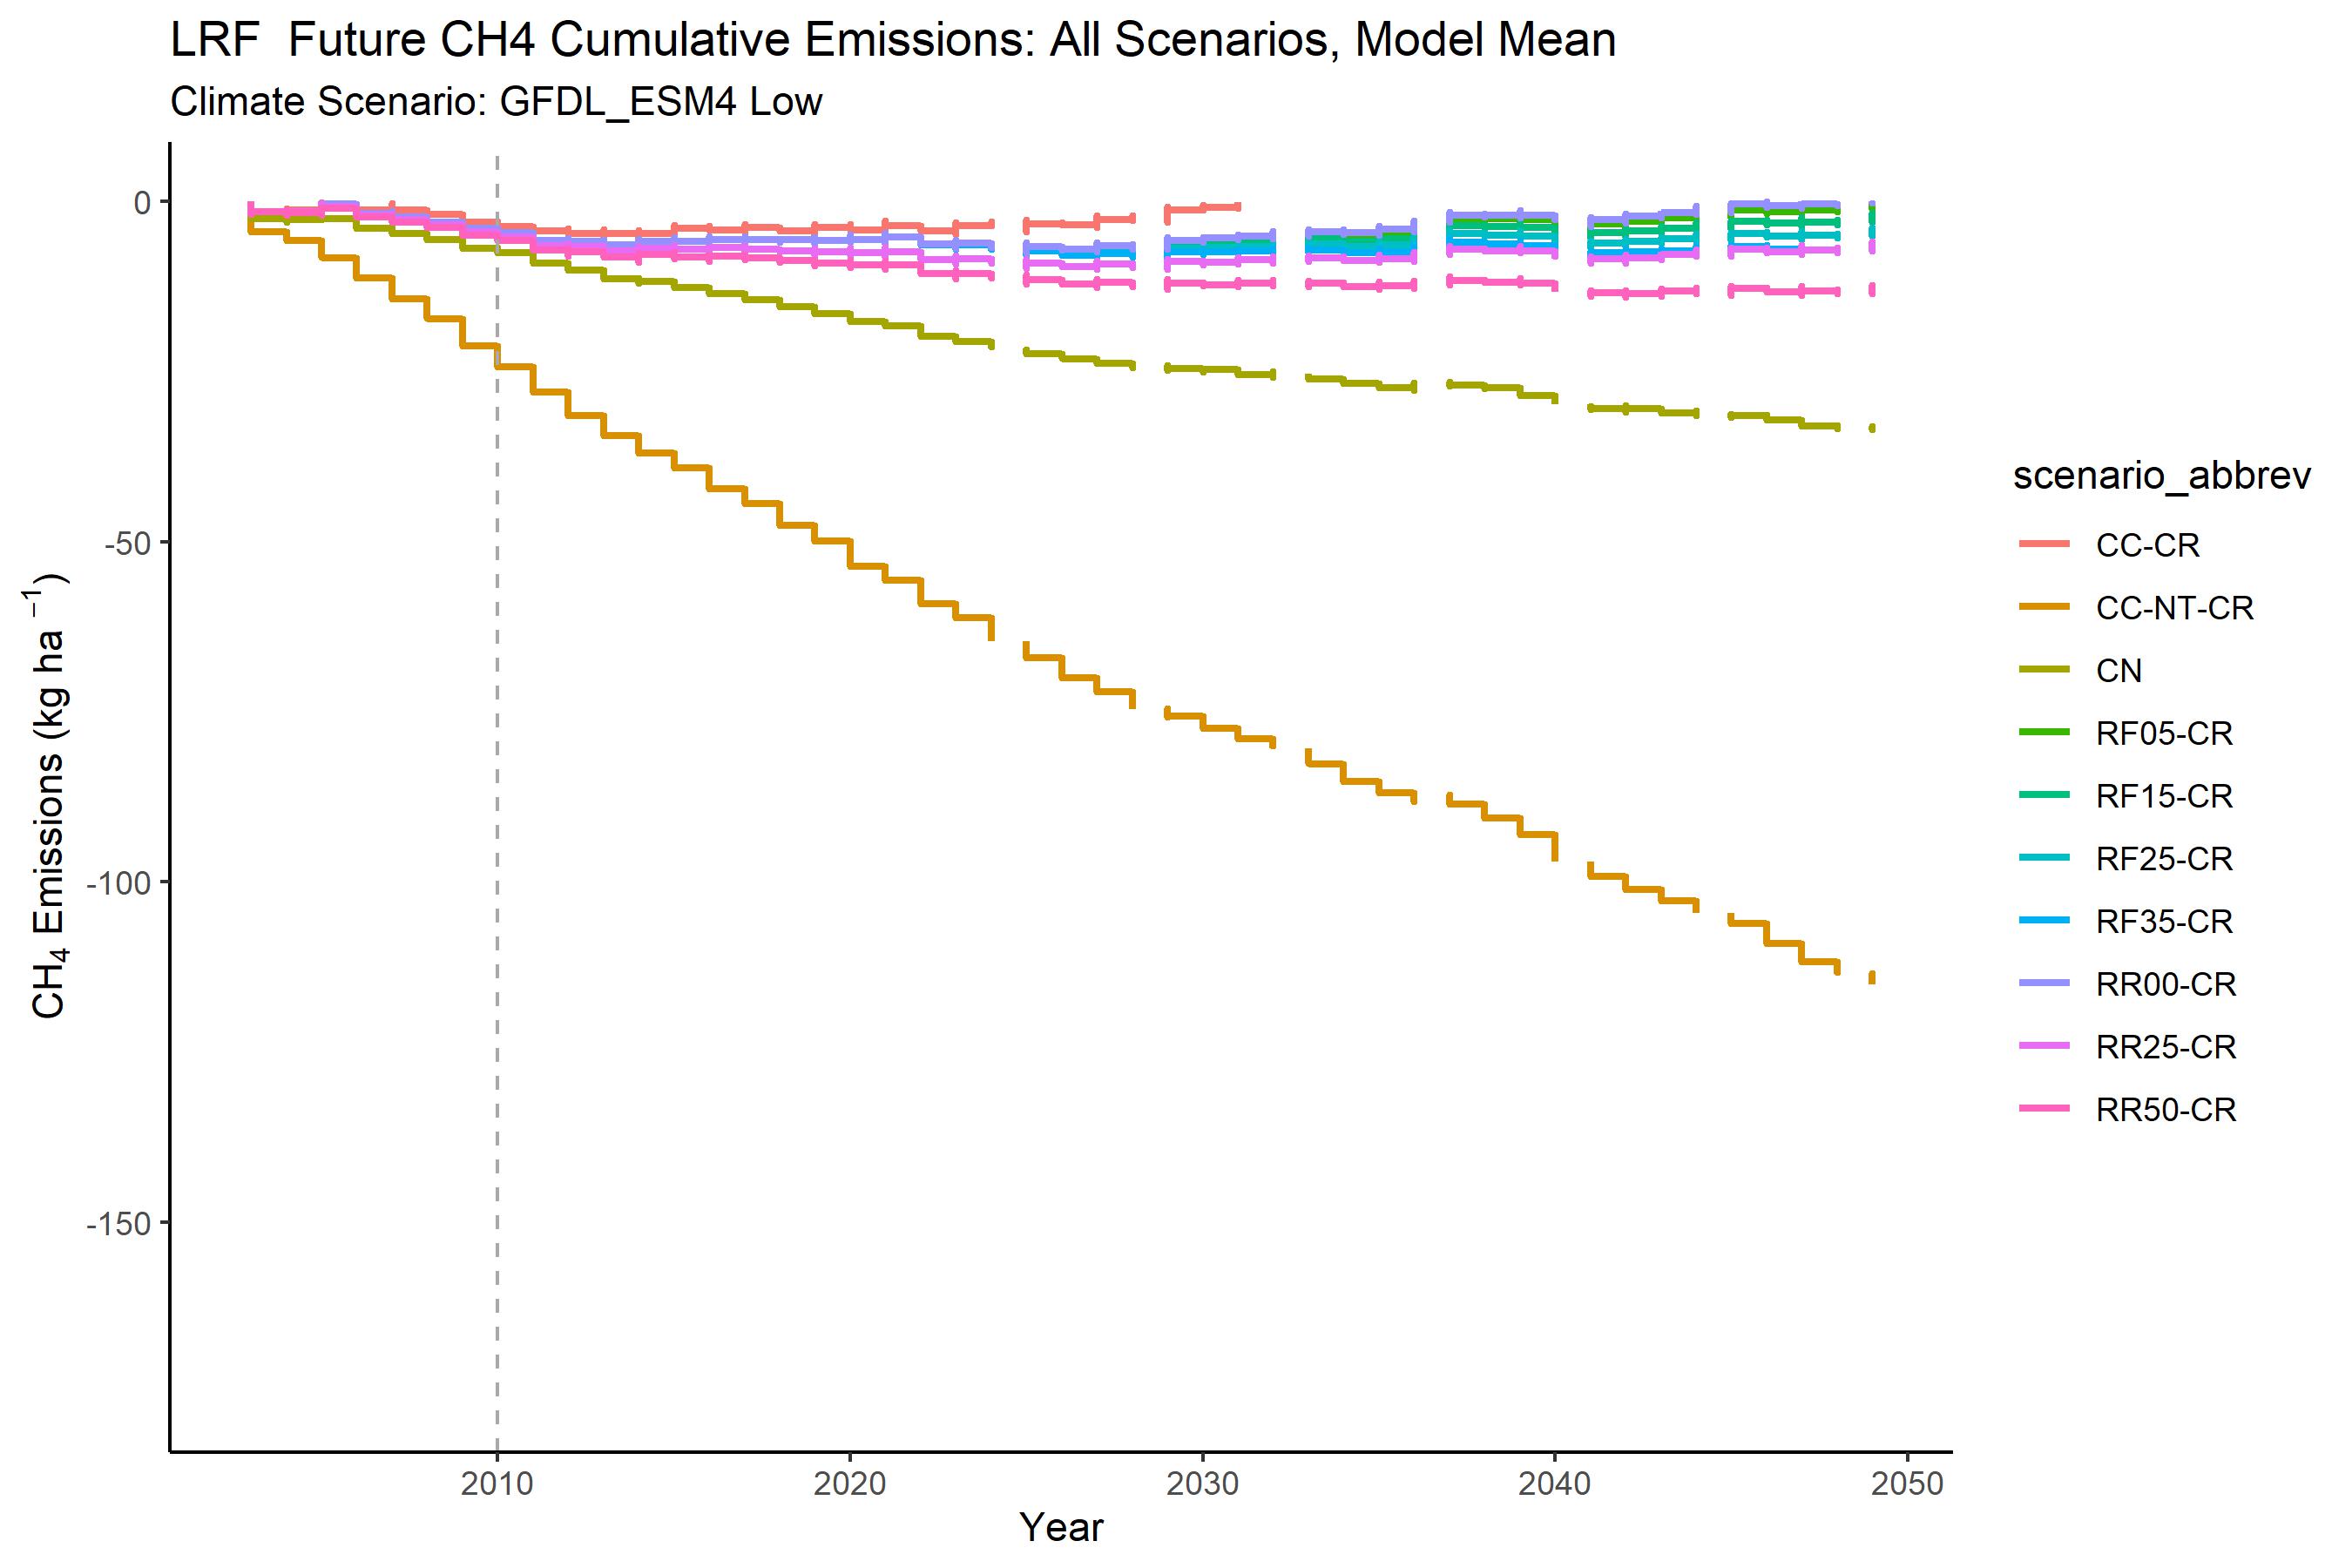 LRF  Future CH4 Cumulative Emissions: All Scenarios, Model Mean
Climate Scenario: GFDL_ESM4 Low
0
-50
-100
-150
CH₄ Emissions (kg ha ⁻¹)
2010
2020
2030
2040
2050
Year
scenario_abbrev
CC-CR
CC-NT-CR
CN
RF05-CR
RF15-CR
RF25-CR
RF35-CR
RR00-CR
RR25-CR
RR50-CR